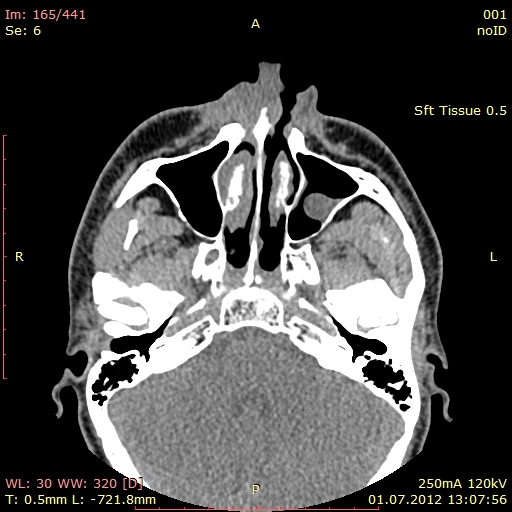 Im: 165/441
Se: 6
A
001
noID
Sft Tissue 0.5
R
L
WL: 30 WW: 320 [D]
T: 0.5mm L: -721.8mm
P
250mA 120kV
01.07.2012 13:07:56